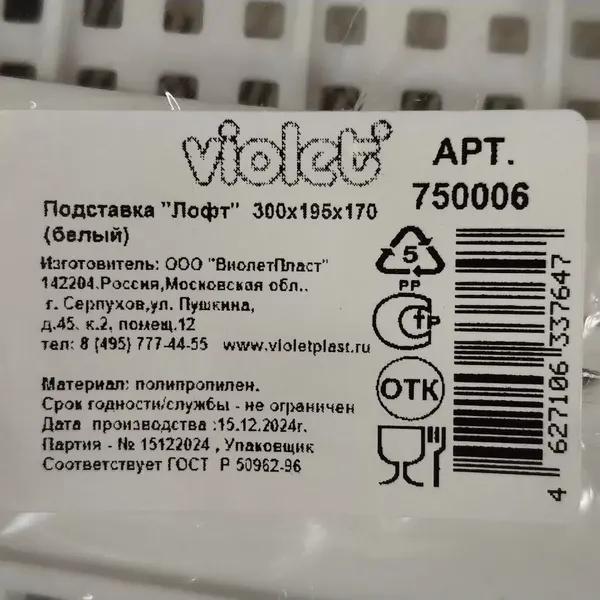 violet
АРТ.
750006
Подставка "Лофт" 300х195х170
(белый)
Изготовитель: ООО "ВиолетПласт"
142204.Россия,Московская обл..
г. Серпухов,ул. Пушкина,
д.45. к.2, помещ.12
тел: 8 (495) 777-44-55 www.violetplast.ru
5
PP
ОТК
Материал: полипропилен.
Срок годности/службы - не ограничен
Дата производства :15.12.2024г.
Партия - № 15122024 , Упаковщик
Соответствует ГОСТ Р 50962-96
4 627106 337647